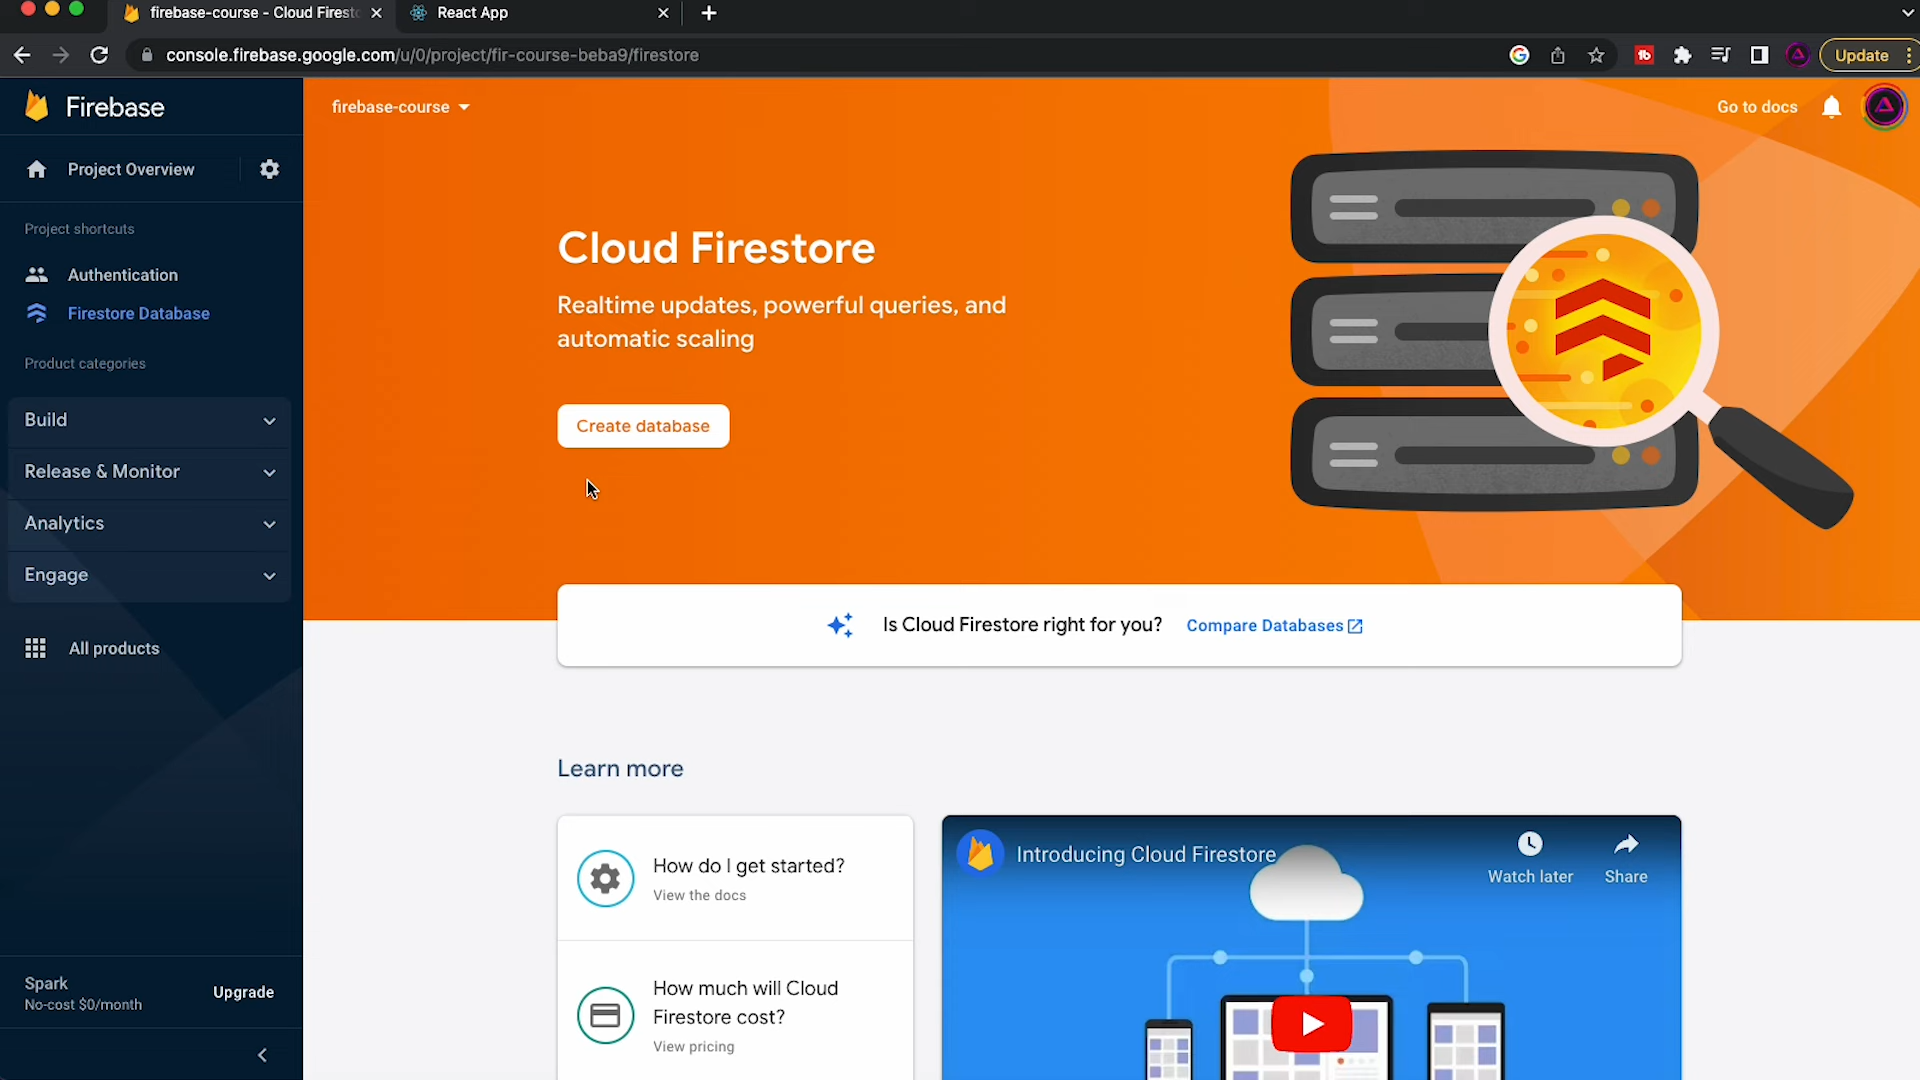 firebase-course - Cloud Firest
React App
console.firebase.google.com/u/0/project/fir-course-beba9/firestore
Update
Firebase
firebase-course
Go to docs
Project Overview
Project shortcuts
Authentication
Firestore Database
Product categories
Build
Release & Monitor
Analytics
Engage
All products
Spark
No-cost $0/month
Upgrade
Cloud Firestore
Realtime updates, powerful queries, and
automatic scaling
Create database
Is Cloud Firestore right for you?
Compare Databases
Learn more
How do I get started?
View the docs
How much will Cloud
Firestore cost?
View pricing
Introducing Cloud Firestore
Watch later
Share